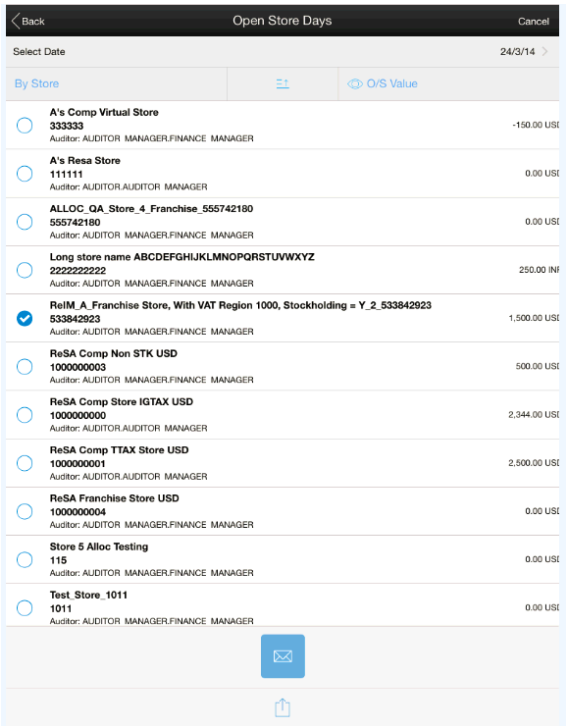 Back
Open Store Days
Cancel
Select Date
24/3/14
By Store
O/S Value
A's Comp Virtual Store
333333
-150.00 USD
Auditor: AUDITOR MANAGER.FINANCE MANAGER
A's Resa Store
111111
0.00 USD
Auditor: AUDITOR.AUDITOR MANAGER
ALLOC_QA_Store_4_Franchise_555742180
555742180
0.00 USD
Auditor: AUDITOR MANAGER.FINANCE MANAGER
Long store name ABCDEFGHIJKLMNOPQRSTUVWXYZ
2222222222
250.00 INR
Auditor: AUDITOR MANAGER.FINANCE MANAGER
ReIM_A_Franchise Store, With VAT Region 1000, Stockholding = Y_2_533842923
533842923
1,500.00 USD
Auditor: AUDITOR MANAGER.FINANCE MANAGER
ReSA Comp Non STK USD
1000000003
500.00 USD
Auditor: AUDITOR MANAGER.FINANCE MANAGER
ReSA Comp Store IGTAX USD
1000000000
2,344.00 USD
Auditor: AUDITOR.AUDITOR MANAGER
ReSA Comp TTAX Store USD
1000000001
2,500.00 USD
Auditor: AUDITOR.AUDITOR MANAGER
ReSA Franchise Store USD
1000000004
0.00 USD
Auditor: AUDITOR MANAGER.FINANCE MANAGER
Store 5 Alloc Testing
115
0.00 USD
Auditor: AUDITOR MANAGER.FINANCE MANAGER
Test_Store_1011
1011
0.00 USD
Auditor: AUDITOR MANAGER.FINANCE MANAGER